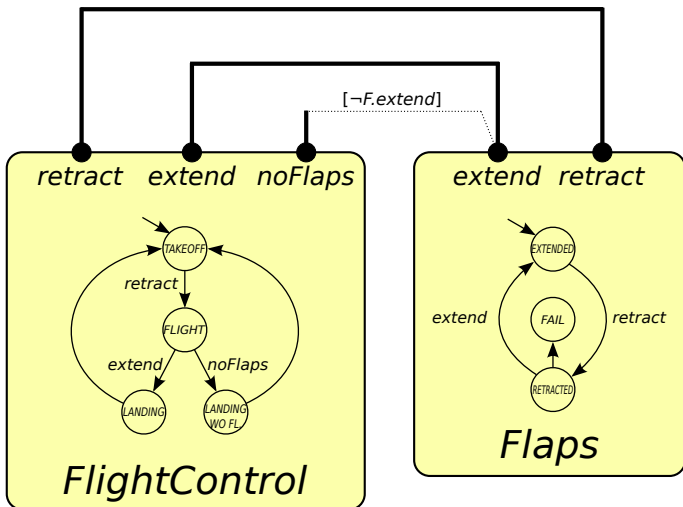 [¬F.extend]
retract extend noFlaps
extend retract
TAKEOFF
retract
FLIGHT
extend
noFlaps
LANDING
LANDING
WO FL.
FlightControl
EXTENDED
extend
FAIL
retract
RETRACTED
Flaps